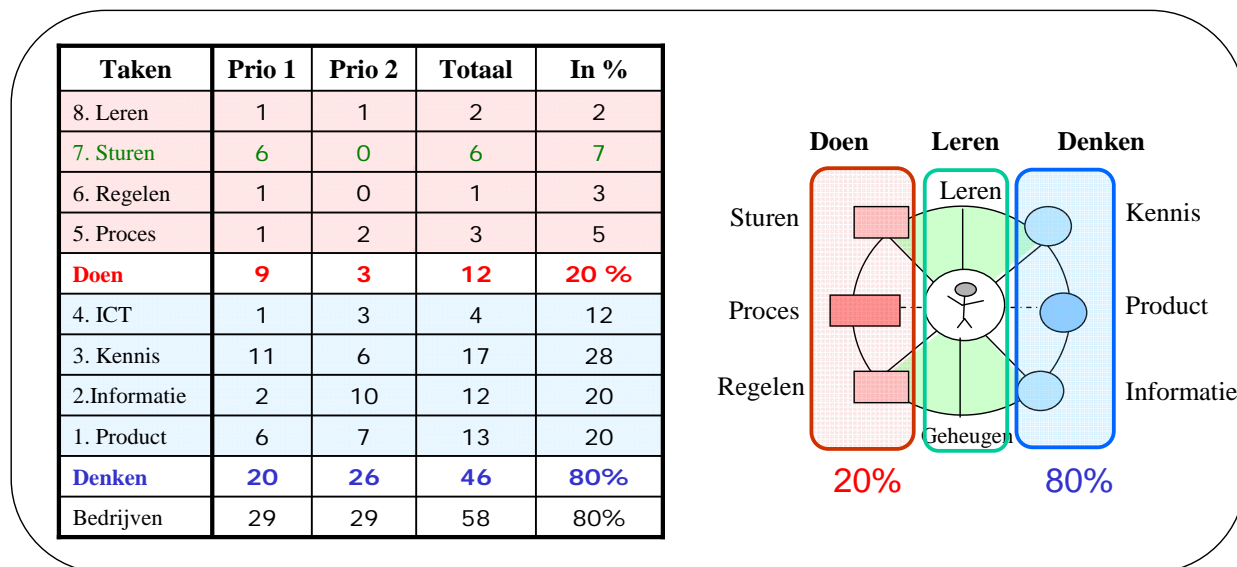 Taken Prio 1 Prio 2 Totaal In %
8. Leren 1 1 2 2
7. Sturen 6 0 6 7
6. Regelen 1 0 1 3
5. Proces 1 2 3 5
Doen 9 3 12 20 %
4. ICT 1 3 4 12
3. Kennis 11 6 17 28
2.Informatie 2 10 12 20
1. Product 6 7 13 20
Denken 20 26 46 80%
Bedrijven 29 29 58 80%
Doen Leren Denken
Leren
Sturen Kennis
Proces Product
Regelen Informatie
Geheugen
20% 80%